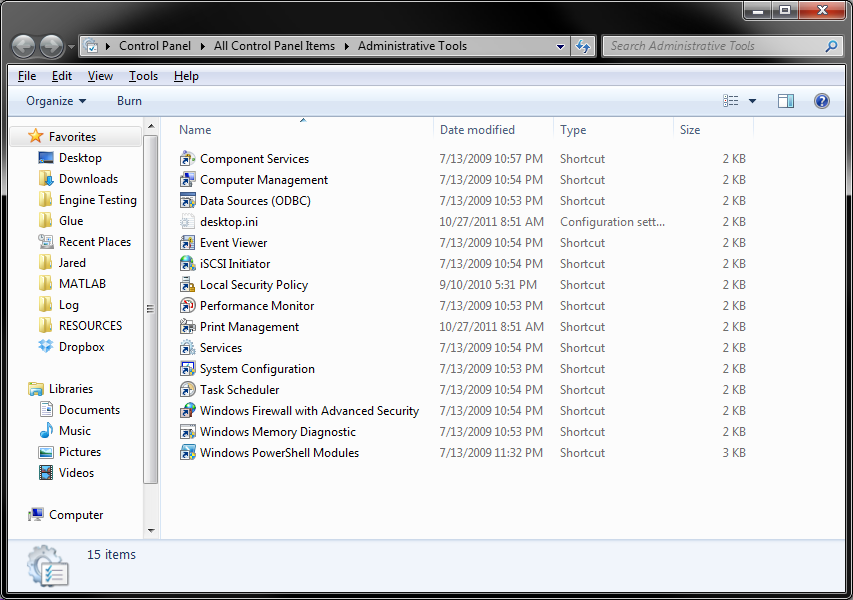 Control Panel ▸ All Control Panel Items ▸ Administrative Tools
Search Administrative Tools
File Edit View Tools Help
Organize Burn
Favorites
Desktop
Downloads
Engine Testing
Glue
Recent Places
Jared
MATLAB
Log
RESOURCES
Dropbox
Libraries
Documents
Music
Pictures
Videos
Computer
Name Date modified Type Size
Component Services 7/13/2009 10:57 PM Shortcut 2 KB
Computer Management 7/13/2009 10:54 PM Shortcut 2 KB
Data Sources (ODBC) 7/13/2009 10:53 PM Shortcut 2 KB
desktop.ini 10/27/2011 8:51 AM Configuration sett... 2 KB
Event Viewer 7/13/2009 10:54 PM Shortcut 2 KB
iSCSI Initiator 7/13/2009 10:54 PM Shortcut 2 KB
Local Security Policy 9/10/2010 5:31 PM Shortcut 2 KB
Performance Monitor 7/13/2009 10:53 PM Shortcut 2 KB
Print Management 10/27/2011 8:51 AM Shortcut 2 KB
Services 7/13/2009 10:54 PM Shortcut 2 KB
System Configuration 7/13/2009 10:53 PM Shortcut 2 KB
Task Scheduler 7/13/2009 10:54 PM Shortcut 2 KB
Windows Firewall with Advanced Security 7/13/2009 10:54 PM Shortcut 2 KB
Windows Memory Diagnostic 7/13/2009 10:53 PM Shortcut 2 KB
Windows PowerShell Modules 7/13/2009 11:32 PM Shortcut 3 KB
15 items